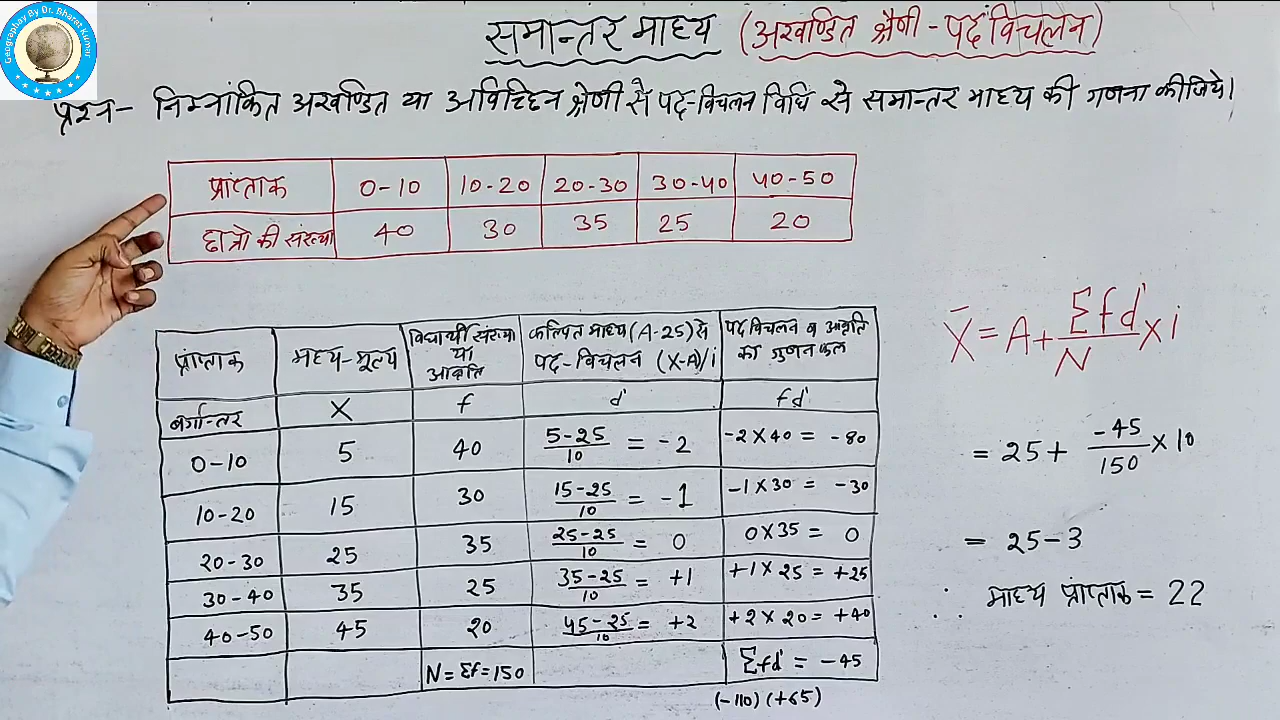 Geography By Dr. Bharat Kumar
समान्तर माध्य (अखण्डित श्रेणी - पद विचलन)
प्रश्न- निम्नांकित अखण्डित या अविच्छिन्न श्रेणी से पद-विचलन विधि से समान्तर माध्य की गणना कीजिये।
प्राप्तांक 0-10 10-20 20-30 30-40 40-50
छात्रों की संख्या 40 30 35 25 20
प्राप्तांक मध्य-मूल्य विद्यार्थी संख्या या आवृत्ति कल्पित माध्य (A-25) से पद-विचलन (X-A)/i पद विचलन व आवृत्ति का गुणनफल
वर्गान्तर X f d' fd'
0-10 5 40 5-25/10 = -2 -2 X 40 = -80
10-20 15 30 15-25/10 = -1 -1 X 30 = -30
20-30 25 35 25-25/10 = 0 0 X 35 = 0
30-40 35 25 35-25/10 = +1 +1 X 25 = +25
40-50 45 20 45-25/10 = +2 +2 X 20 = +40
N = Σf = 150 Σfd' = -45
(-110) (+65)
X̄ = A + Σfd'/N X i
= 25 + -45/150 X 10
= 25 - 3
∴ माध्य प्राप्तांक = 22